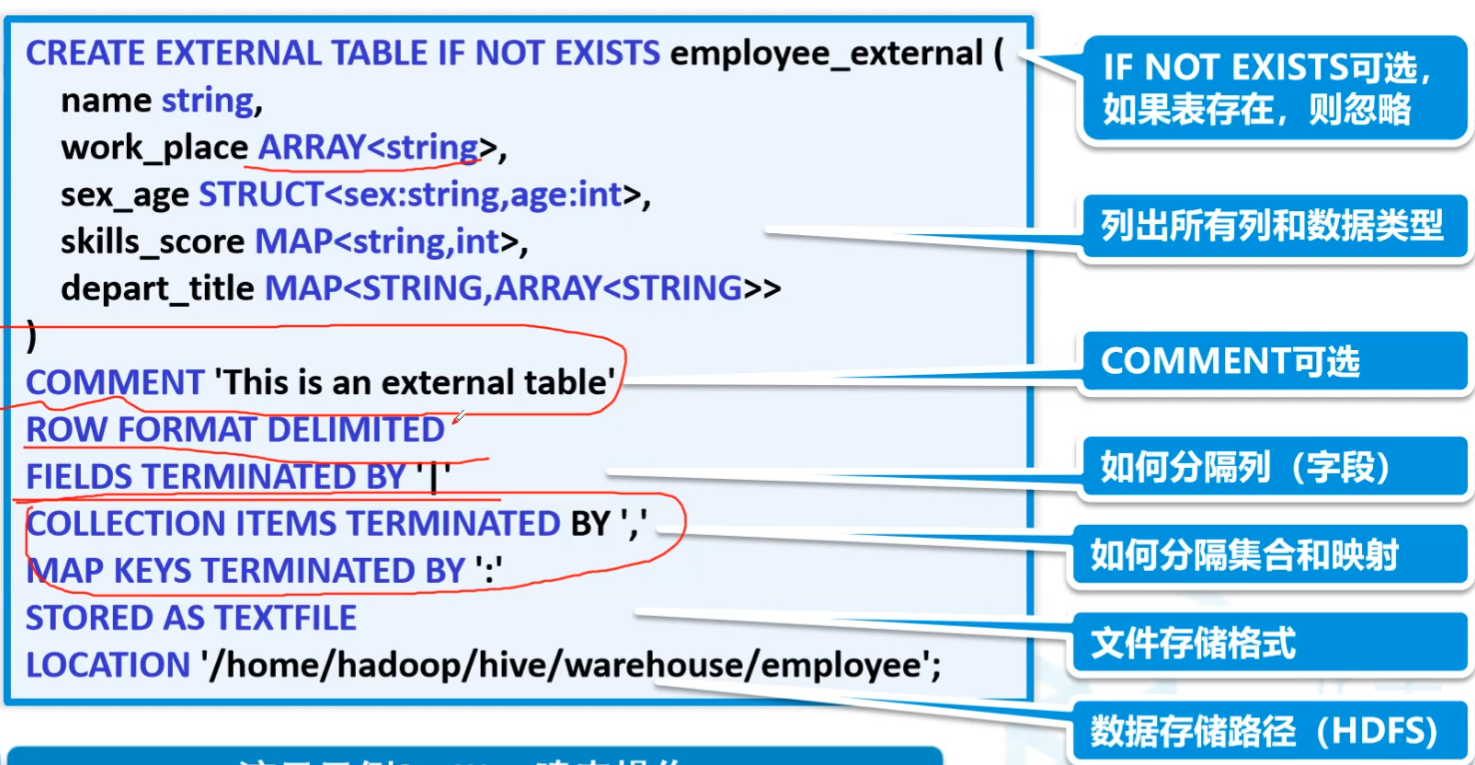 CREATE EXTERNAL TABLE IF NOT EXISTS employee_external (
name string,
work_place ARRAY<string>,
sex_age STRUCT<sex:string,age:int>,
skills_score MAP<string,int>,
depart_title MAP<STRING,ARRAY<STRING>>
)
COMMENT 'This is an external table'
ROW FORMAT DELIMITED
FIELDS TERMINATED BY '|'
COLLECTION ITEMS TERMINATED BY ','
MAP KEYS TERMINATED BY ':'
STORED AS TEXTFILE
LOCATION '/home/hadoop/hive/warehouse/employee';
IF NOT EXISTS可选，
如果表存在，则忽略
列出所有列和数据类型
COMMENT可选
如何分隔列（字段）
如何分隔集合和映射
文件存储格式
数据存储路径（HDFS)